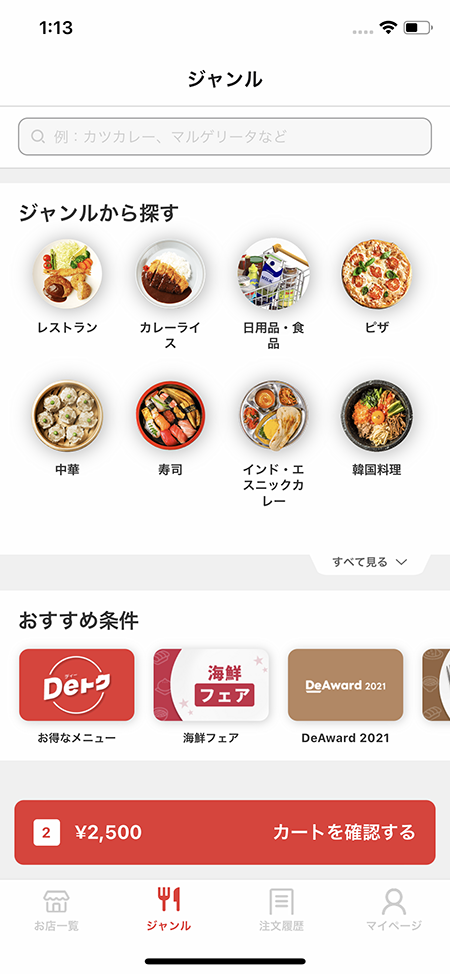 1:13
ジャンル
例：カツカレー、マルゲリータなど
ジャンルから探す
レストラン
カレーライ
ス
日用品・食
品
ピザ
中華
寿司
インド・エ
スニックカ
レー
韓国料理
すべて見る
おすすめ条件
ディー
Deトク
海鮮
フェア
DeAward 2021
お得なメニュー
海鮮フェア
DeAward 2021
2
¥2,500
カートを確認する
お店一覧
ジャンル
注文履歴
マイページ